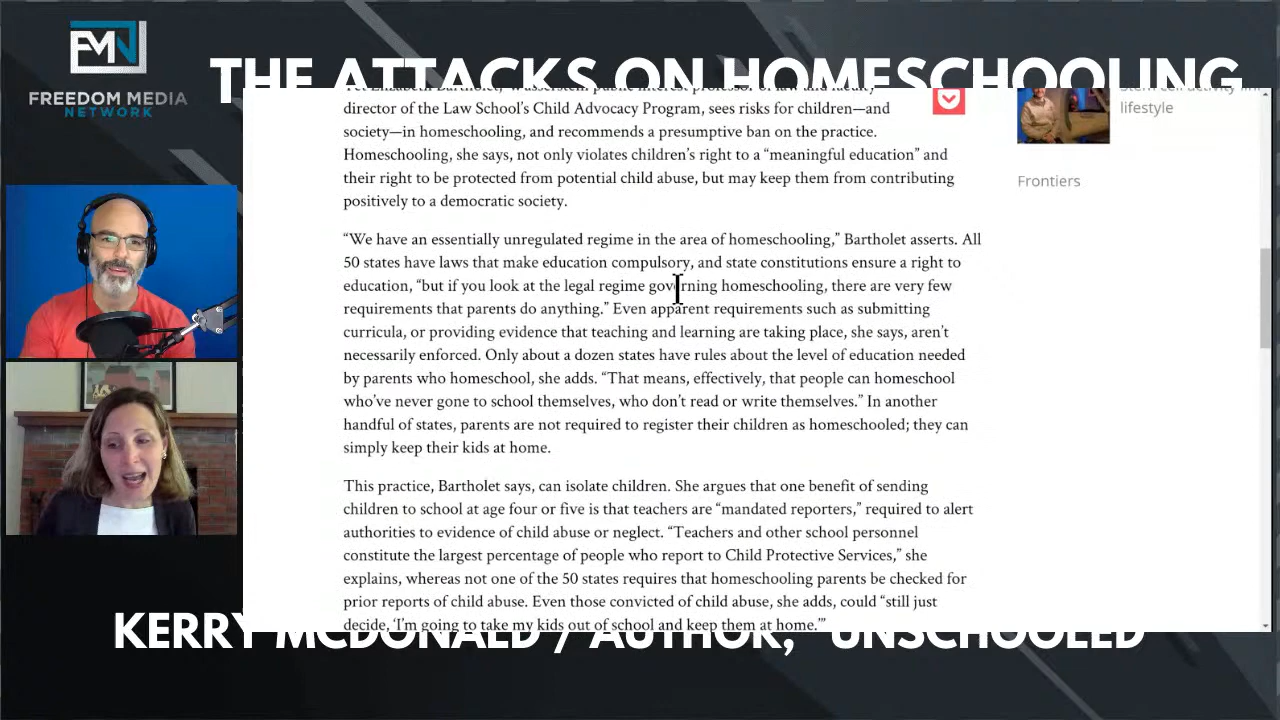 FMN
FREEDOM MEDIA
NETWORK
THE ATTACKS ON HOMESCHOOLING
director of the Law School’s Child Advocacy Program, sees risks for children—and
society—in homeschooling, and recommends a presumptive ban on the practice.
Homeschooling, she says, not only violates children’s right to a “meaningful education” and
their right to be protected from potential child abuse, but may keep them from contributing
positively to a democratic society.
“We have an essentially unregulated regime in the area of homeschooling,” Bartholet asserts. All
50 states have laws that make education compulsory, and state constitutions ensure a right to
education, “but if you look at the legal regime governing homeschooling, there are very few
requirements that parents do anything.” Even apparent requirements such as submitting
curricula, or providing evidence that teaching and learning are taking place, she says, aren’t
necessarily enforced. Only about a dozen states have rules about the level of education needed
by parents who homeschool, she adds. “That means, effectively, that people can homeschool
who’ve never gone to school themselves, who don’t read or write themselves.” In another
handful of states, parents are not required to register their children as homeschooled; they can
simply keep their kids at home.
This practice, Bartholet says, can isolate children. She argues that one benefit of sending
children to school at age four or five is that teachers are “mandated reporters,” required to alert
authorities to evidence of child abuse or neglect. “Teachers and other school personnel
constitute the largest percentage of people who report to Child Protective Services,” she
explains, whereas not one of the 50 states requires that homeschooling parents be checked for
prior reports of child abuse. Even those convicted of child abuse, she adds, could “still just
decide, ‘I’m going to take my kids out of school and keep them at home.’”
lifestyle
Frontiers
KERRY MCDONALD / AUTHOR, "UNSCHOOLED